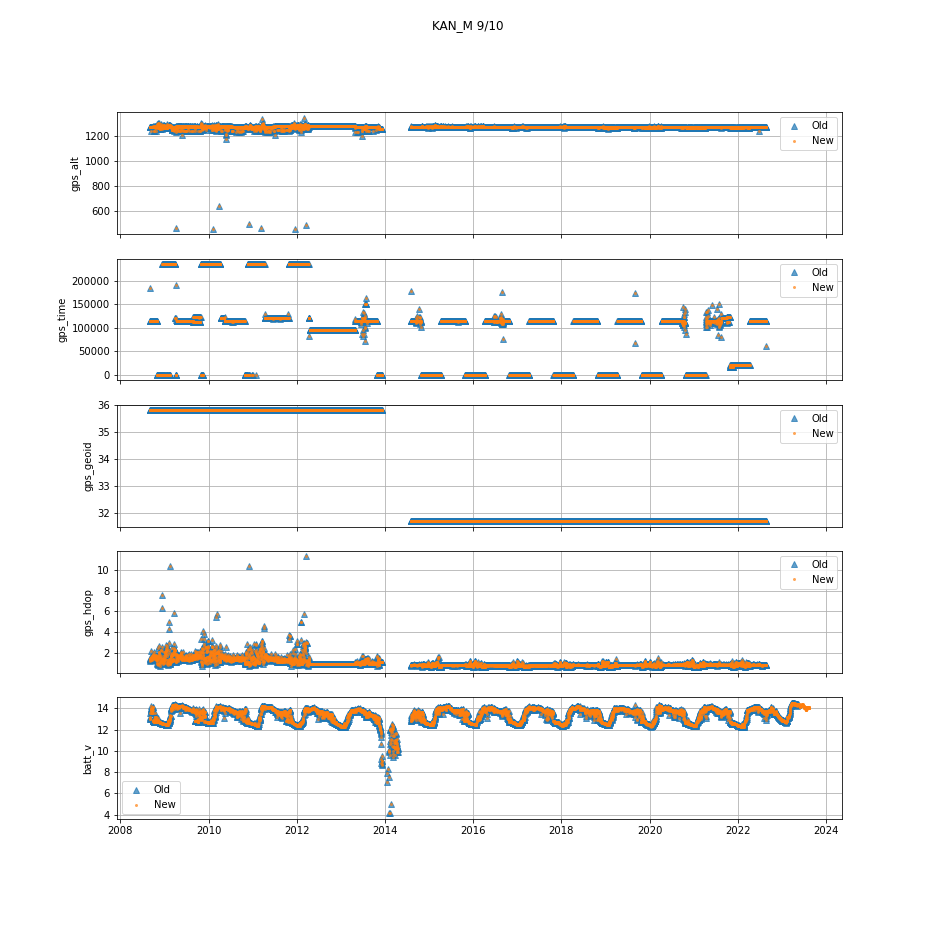 KAN_M 9/10
gps_alt
1200
1000
800
600
Old
New
gps_time
200000
150000
100000
50000
0
Old
New
gps_geoid
36
35
34
33
32
Old
New
gps_hdop
10
8
6
4
2
Old
New
batt_v
14
12
10
8
6
4
Old
New
2008 2010 2012 2014 2016 2018 2020 2022 2024